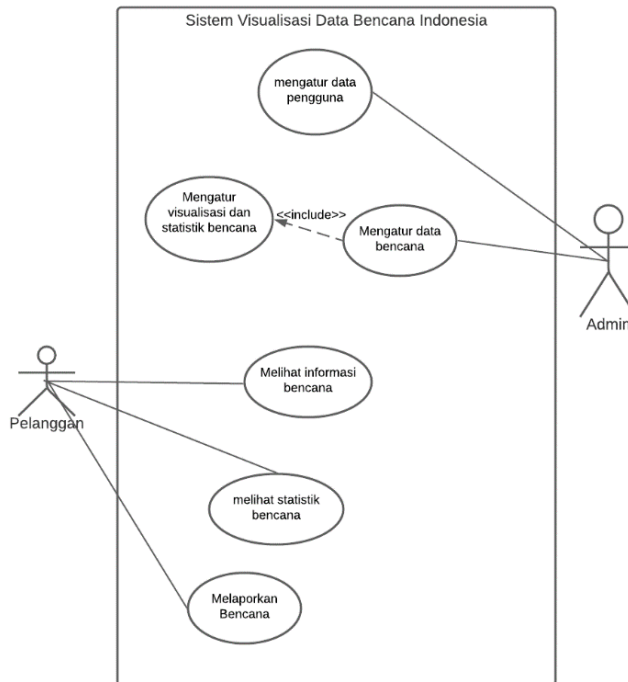 Sistem Visualisasi Data Bencana Indonesia
mengatur data
pengguna
Mengatur
visualisasi dan
statistik bencana
<<include>>
Mengatur data
bencana
Admin
Melihat informasi
bencana
Pelanggan
melihat statistik
bencana
Melaporkan
Bencana